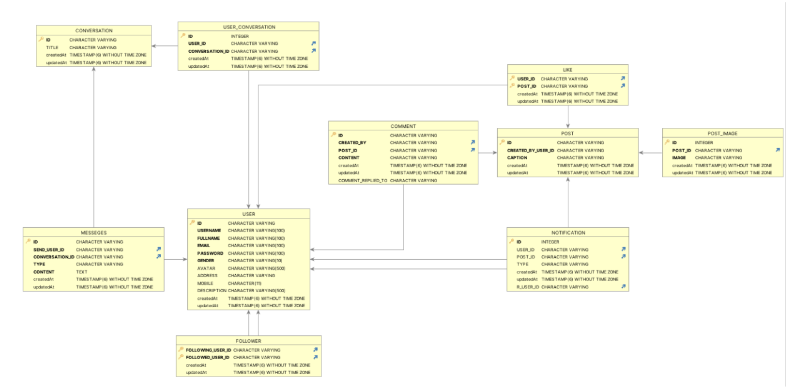 CONVERSATION
ID CHARACTER VARYING
TITLE CHARACTER VARYING
createdAt TIMESTAMP(6) WITHOUT TIME ZONE
updatedAt TIMESTAMP(6) WITHOUT TIME ZONE
USER_CONVERSATION
ID INTEGER
USER_ID CHARACTER VARYING
CONVERSATION_ID CHARACTER VARYING
createdAt TIMESTAMP(6) WITHOUT TIME ZONE
updatedAt TIMESTAMP(6) WITHOUT TIME ZONE
LIKE
USER_ID CHARACTER VARYING
POST_ID CHARACTER VARYING
createdAt TIMESTAMP(6) WITHOUT TIME ZONE
updatedAt TIMESTAMP(6) WITHOUT TIME ZONE
COMMENT
ID CHARACTER VARYING
CREATED_BY CHARACTER VARYING
POST_ID CHARACTER VARYING
CONTENT CHARACTER VARYING
createdAt TIMESTAMP(6) WITHOUT TIME ZONE
updatedAt TIMESTAMP(6) WITHOUT TIME ZONE
COMMENT_REPLIED_TO CHARACTER VARYING
POST
ID CHARACTER VARYING
CREATED_BY_USER_ID CHARACTER VARYING
CAPTION CHARACTER VARYING
createdAt TIMESTAMP(6) WITHOUT TIME ZONE
updatedAt TIMESTAMP(6) WITHOUT TIME ZONE
POST_IMAGE
ID INTEGER
POST_ID CHARACTER VARYING
IMAGE CHARACTER VARYING
createdAt TIMESTAMP(6) WITHOUT TIME ZONE
updatedAt TIMESTAMP(6) WITHOUT TIME ZONE
USER
ID CHARACTER VARYING
USERNAME CHARACTER VARYING(100)
FULLNAME CHARACTER VARYING(100)
EMAIL CHARACTER VARYING(100)
PASSWORD CHARACTER VARYING(100)
GENDER CHARACTER VARYING(10)
AVATAR CHARACTER VARYING(500)
ADDRESS CHARACTER VARYING
MOBILE CHARACTER(11)
DESCRIPTION CHARACTER VARYING(500)
createdAt TIMESTAMP(6) WITHOUT TIME ZONE
updatedAt TIMESTAMP(6) WITHOUT TIME ZONE
MESSEGES
ID CHARACTER VARYING
SEND_USER_ID CHARACTER VARYING
CONVERSATION_ID CHARACTER VARYING
TYPE CHARACTER VARYING
CONTENT TEXT
createdAt TIMESTAMP(6) WITHOUT TIME ZONE
updatedAt TIMESTAMP(6) WITHOUT TIME ZONE
NOTIFICATION
ID INTEGER
USER_ID CHARACTER VARYING
POST_ID CHARACTER VARYING
TYPE CHARACTER VARYING
createdAt TIMESTAMP(6) WITHOUT TIME ZONE
updatedAt TIMESTAMP(6) WITHOUT TIME ZONE
R_USER_ID CHARACTER VARYING
FOLLOWER
FOLLOWING_USER_ID CHARACTER VARYING
FOLLOWED_USER_ID CHARACTER VARYING
createdAt TIMESTAMP(6) WITHOUT TIME ZONE
updatedAt TIMESTAMP(6) WITHOUT TIME ZONE